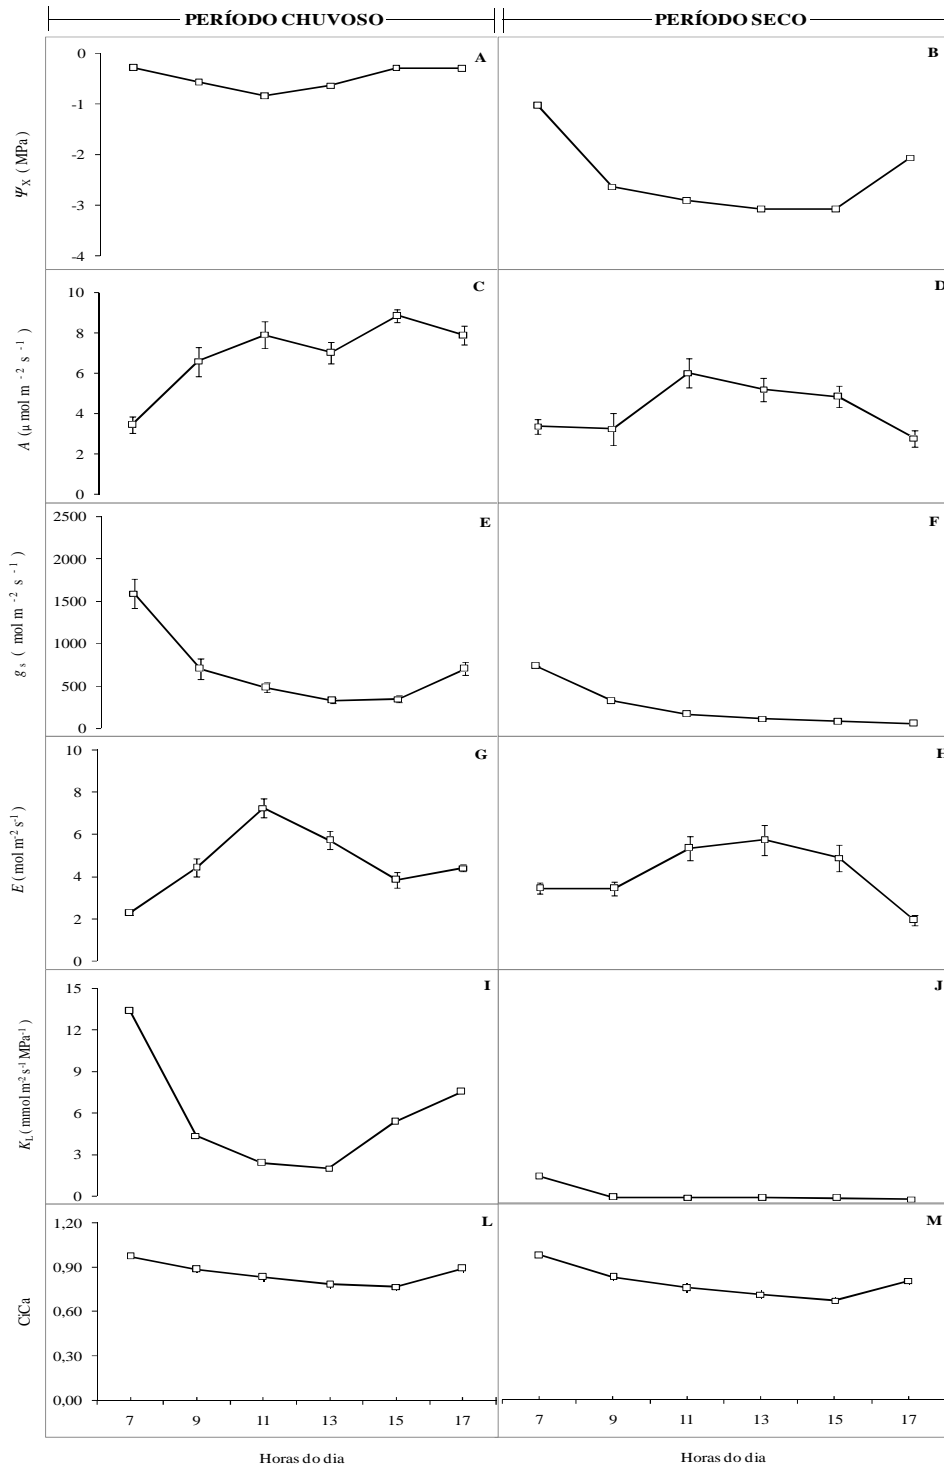 PERÍODO CHUVOSO PERÍODO SECO
A B
0
-1
-2
-3
-4
ΨX ( MPa)
C D
10
8
6
4
2
0
A (µ mol m -2 s -1 )
E F
2500
2000
1500
1000
500
0
g s ( mol m -2 s -1 )
G H
10
8
6
4
2
0
E ( mol m-2 s-1)
I J
15
12
9
6
3
0
KL ( mmol m-2 s-1 MPa-1)
L M
1,20
0,90
0,60
0,30
0,00
CiCa
7 9 11 13 15 17 7 9 11 13 15 17
Horas do dia Horas do dia